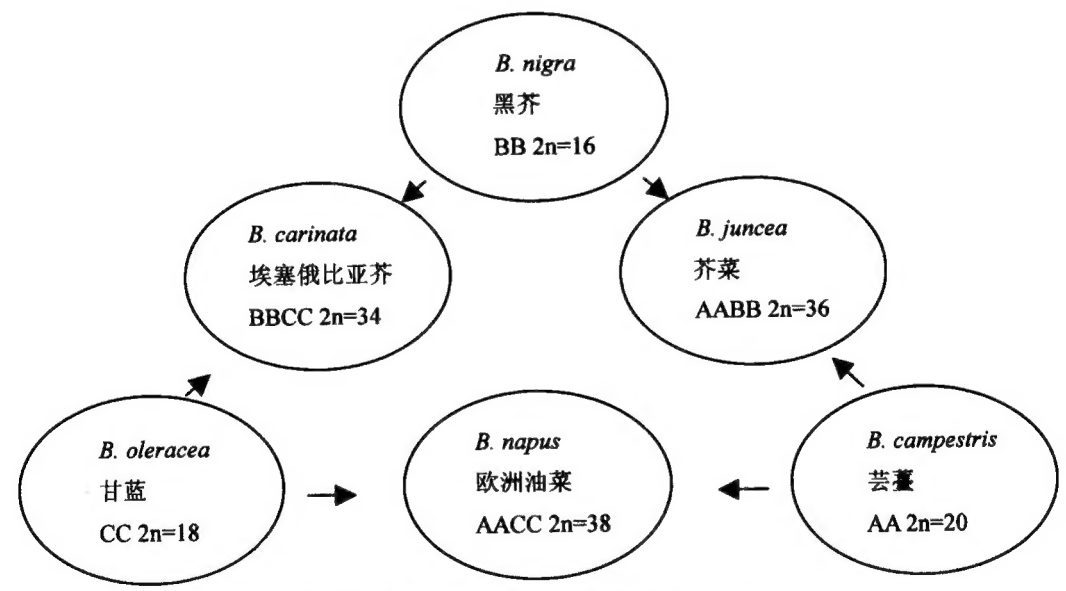 B. nigra
黑芥
BB 2n=16
B. carinata
埃塞俄比亚芥
BBCC 2n=34
B. juncea
芥菜
AABB 2n=36
B. oleracea
甘蓝
CC 2n=18
B. napus
欧洲油菜
AACC 2n=38
B. campestris
芸薹
AA 2n=20